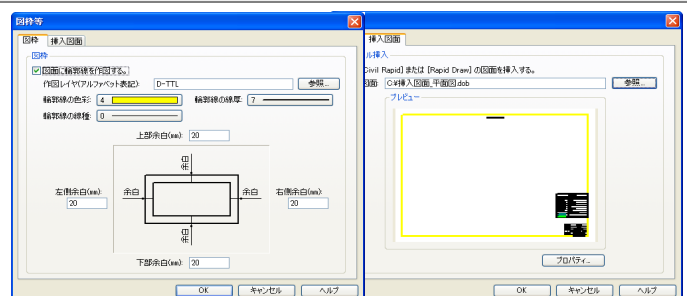 図枠等
図枠 挿入図面
図枠
図面に輪郭線を作図する。
作図レイヤ(アルファベット表記): D-TTL 参照...
輪郭線の色彩: 4 輪郭線の線厚: 7
輪郭線の線種: 0
上部余白(mm): 20
余白
左側余白(mm): 余白 余白 右側余白(mm):
20 20
余白
下部余白(mm): 20
OK キャンセル ヘルプ
挿入図面
ル挿入
Civil Rapid] または [Rapid Draw] の図面を挿入する。
図面: C:¥挿入図面_平面図.dob 参照...
プレビュー
プロパティ...
OK キャンセル ヘルプ